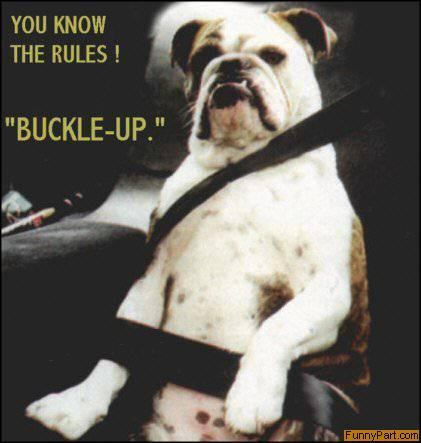 YOU KNOW
THE RULES !
"BUCKLE-UP."
FunnyPart.com